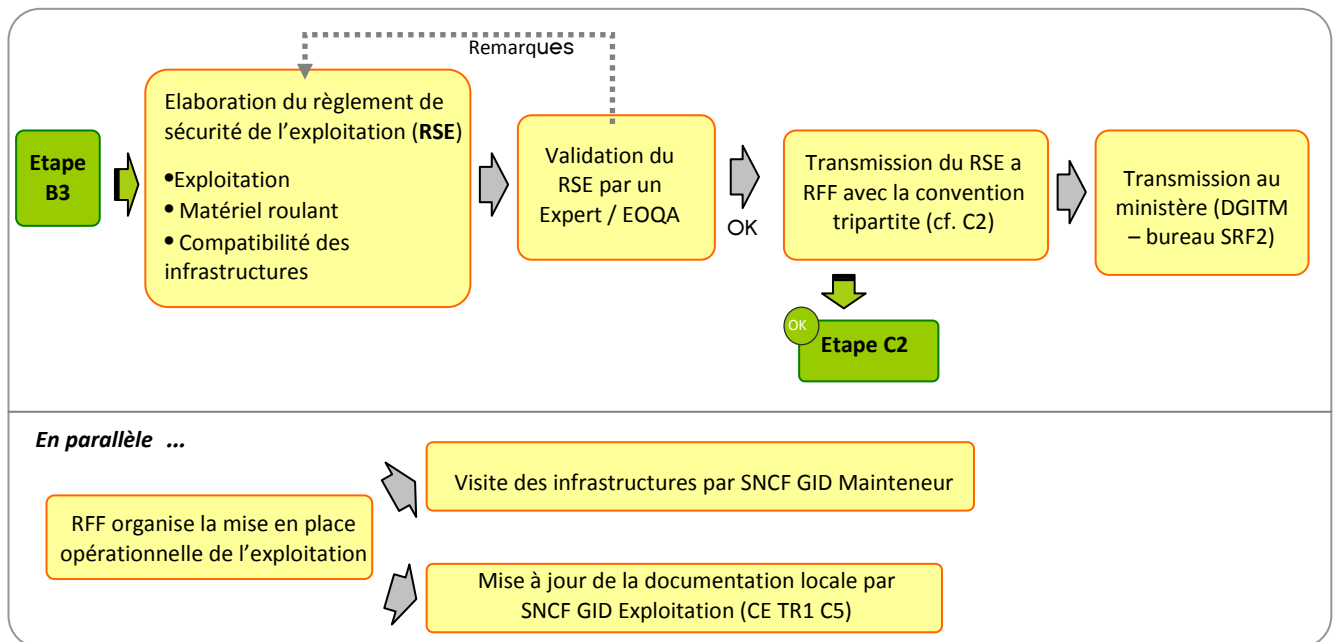 Remarques
Etape
B3
Elaboration du règlement de
sécurité de l'exploitation (RSE)
•Exploitation
• Matériel roulant
• Compatibilité des
infrastructures
Validation du
RSE par un
Expert / EOQA
OK
Transmission du RSE a
RFF avec la convention
tripartite (cf. C2)
Transmission au
ministère (DGITM
– bureau SRF2)
OK
Etape C2
En parallèle ...
RFF organise la mise en place
opérationnelle de l'exploitation
Visite des infrastructures par SNCF GID Mainteneur
Mise à jour de la documentation locale par
SNCF GID Exploitation (CE TR1 C5)